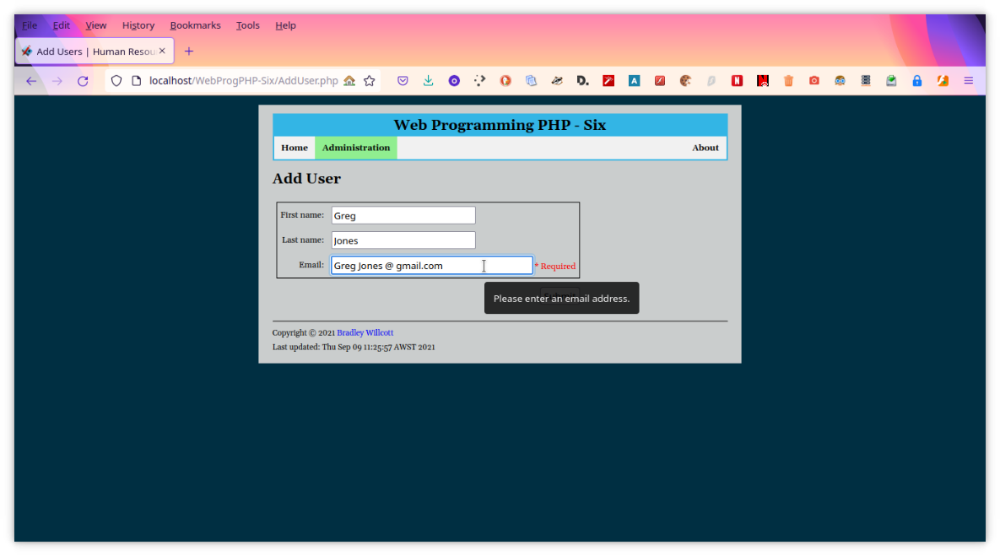 File Edit View History Bookmarks Tools Help
Add Users | Human Resou
localhost/WebProgPHP-Six/AddUser.php
Web Programming PHP - Six
Home Administration About
Add User
First name: Greg
Last name: Jones
Email: Greg Jones @ gmail.com * Required
Please enter an email address.
Copyright © 2021 Bradley Willcott
Last updated: Thu Sep 09 11:25:57 AWST 2021